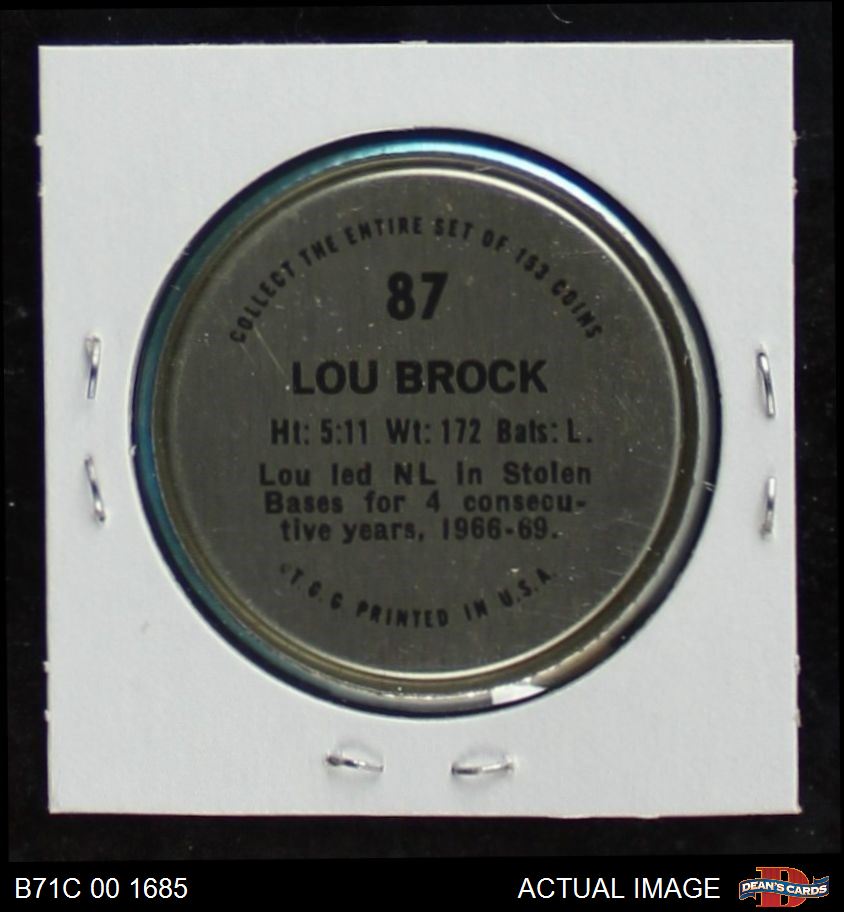 COLLECT THE ENTIRE SET OF 153 COINS
87
LOU BROCK
Ht: 5:11 Wt: 172 Bats: L.
Lou led NL in Stolen
Bases for 4 consecu-
tive years, 1966-69.
©T.C.G. PRINTED IN U.S.A.
B71C 00 1685
ACTUAL IMAGE
DEAN'S CARDS